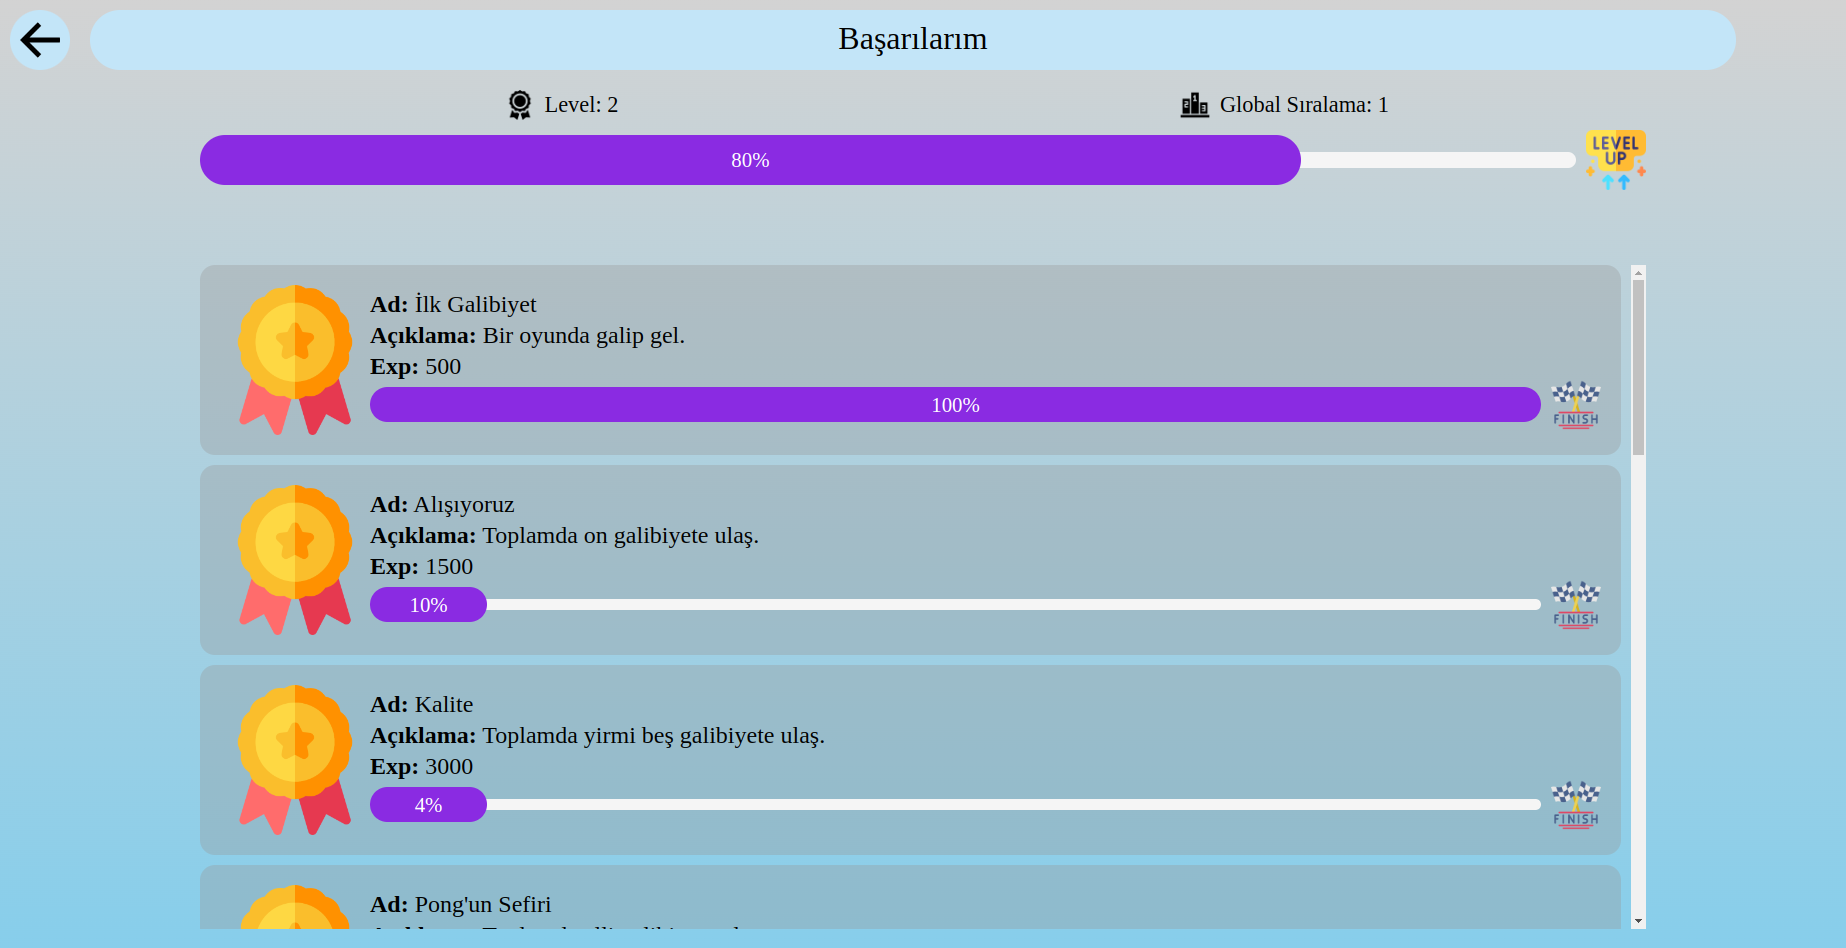 Başarılarım
Level: 2
Global Sıralama: 1
80%
LEVEL
UP
Ad: İlk Galibiyet
Açıklama: Bir oyunda galip gel.
Exp: 500
100%
FINISH
Ad: Alışıyoruz
Açıklama: Toplamda on galibiyete ulaş.
Exp: 1500
10%
FINISH
Ad: Kalite
Açıklama: Toplamda yirmi beş galibiyete ulaş.
Exp: 3000
4%
FINISH
Ad: Pong'un Sefiri